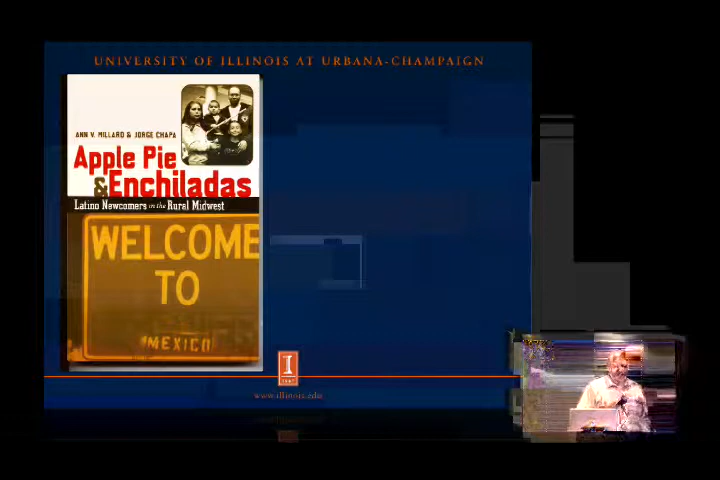 UNIVERSITY OF ILLINOIS AT URBANA-CHAMPAIGN
ANN V. MILLARD & JORGE CHAPA
Apple Pie
&Enchiladas
Latino Newcomers in the Rural Midwest
WELCOME
TO
MEXICO
I
www.illinois.edu